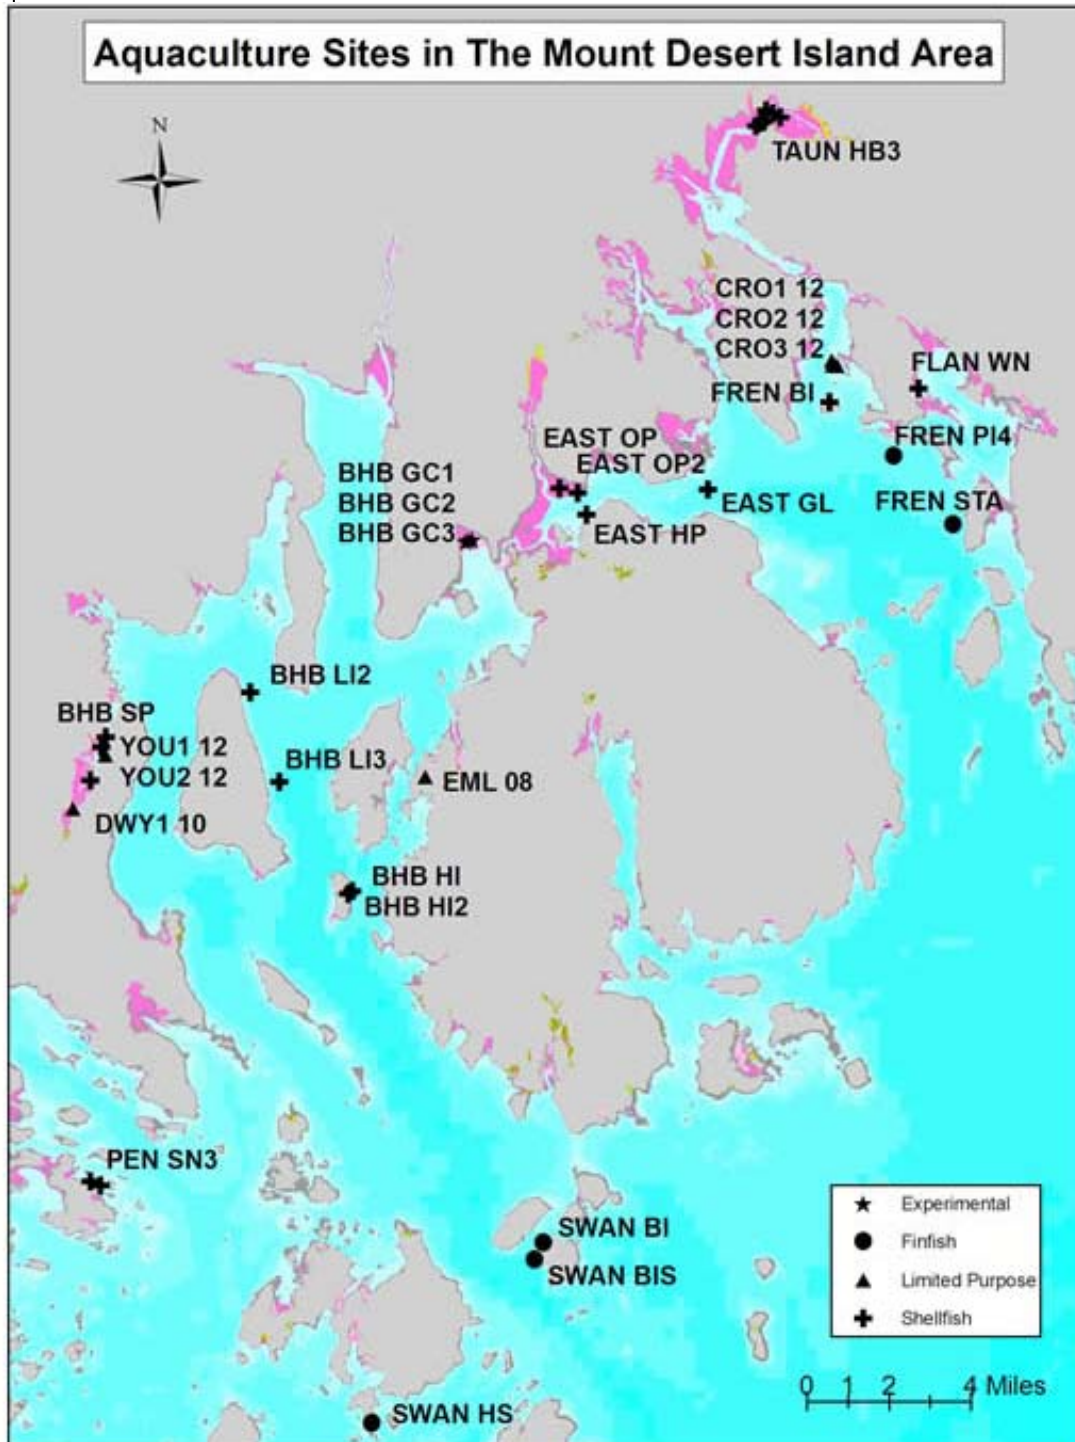 Aquaculture Sites in The Mount Desert Island Area
N
TAUN HB3
CRO1 12
CRO2 12
CRO3 12
FLAN WN
FREN BI
FREN PI4
EAST OP
EAST OP2
BHB GC1
BHB GC2
BHB GC3
EAST GL
FREN STA
EAST HP
BHB LI2
BHB SP
YOU1 12
YOU2 12
BHB LI3
EML 08
DWY1 10
BHB HI
BHB HI2
PEN SN3
SWAN BI
SWAN BIS
SWAN HS
Experimental
Finfish
Limited Purpose
Shellfish
0 1 2 4 Miles